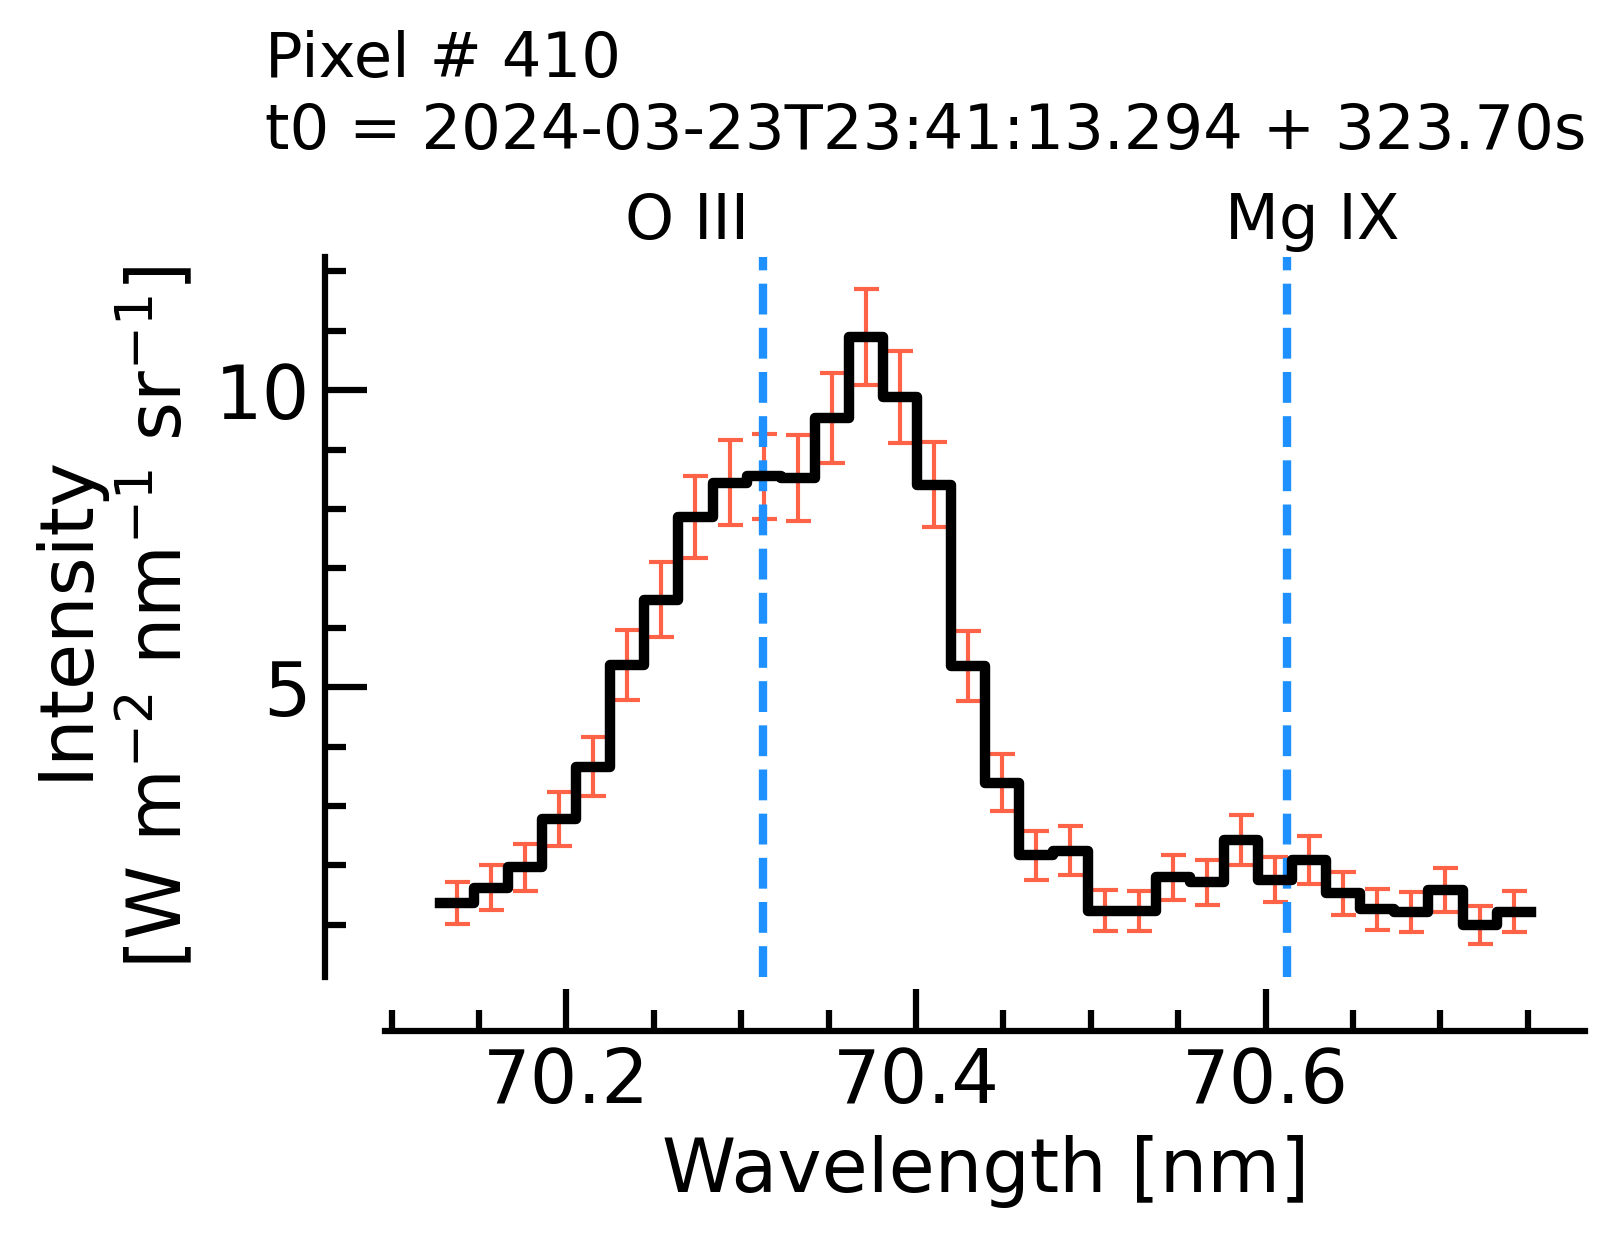 Pixel # 410
t0 = 2024-03-23T23:41:13.294 + 323.70s
O III Mg IX
Intensity
[W m⁻² nm⁻¹ sr⁻¹]
10
5
70.2 70.4 70.6
Wavelength [nm]